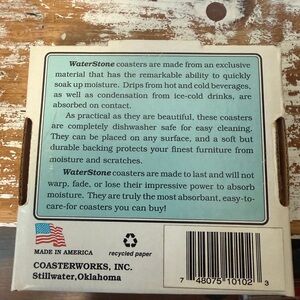 WaterStone coasters are made from an exclusive
material that has the remarkable ability to quickly
soak up moisture. Drips from hot and cold beverages,
as well as condensation from ice-cold drinks, are
absorbed on contact.
As practical as they are beautiful, these coasters
are completely dishwasher safe for easy cleaning.
They can be placed on any surface, and a soft but
durable backing protects your finest furniture from
moisture and scratches.
WaterStone coasters are made to last and will not
warp, fade, or lose their impressive power to absorb
moisture. They are truly the most absorbent, easy-to-
care-for coasters you can buy!
MADE IN AMERICA
recycled paper
COASTERWORKS, INC.
Stillwater, Oklahoma
7 48075 10102 3